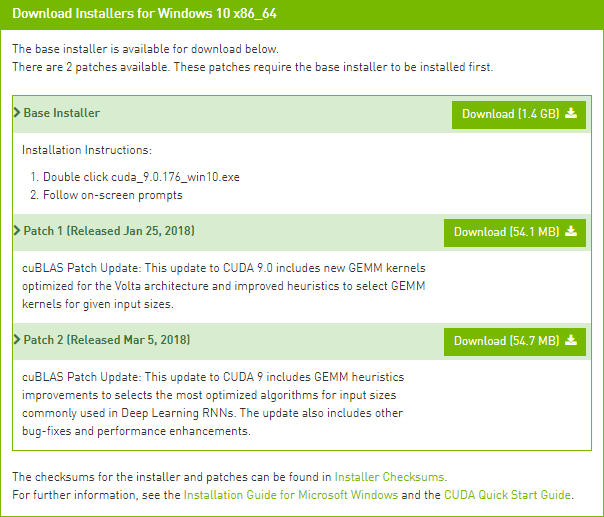 Download Installers for Windows 10 x86_64
The base installer is available for download below.
There are 2 patches available. These patches require the base installer to be installed first.
Base Installer
Download (1.4 GB)
Installation Instructions:
1. Double click cuda_9.0.176_win10.exe
2. Follow on-screen prompts
Patch 1 (Released Jan 25, 2018)
Download (54.1 MB)
cuBLAS Patch Update: This update to CUDA 9.0 includes new GEMM kernels
optimized for the Volta architecture and improved heuristics to select GEMM
kernels for given input sizes.
Patch 2 (Released Mar 5, 2018)
Download (54.7 MB)
cuBLAS Patch Update: This update to CUDA 9 includes GEMM heuristics
improvements to selects the most optimized algorithms for input sizes
commonly used in Deep Learning RNNs. The update also includes other
bug-fixes and performance enhancements.
The checksums for the installer and patches can be found in Installer Checksums.
For further information, see the Installation Guide for Microsoft Windows and the CUDA Quick Start Guide.